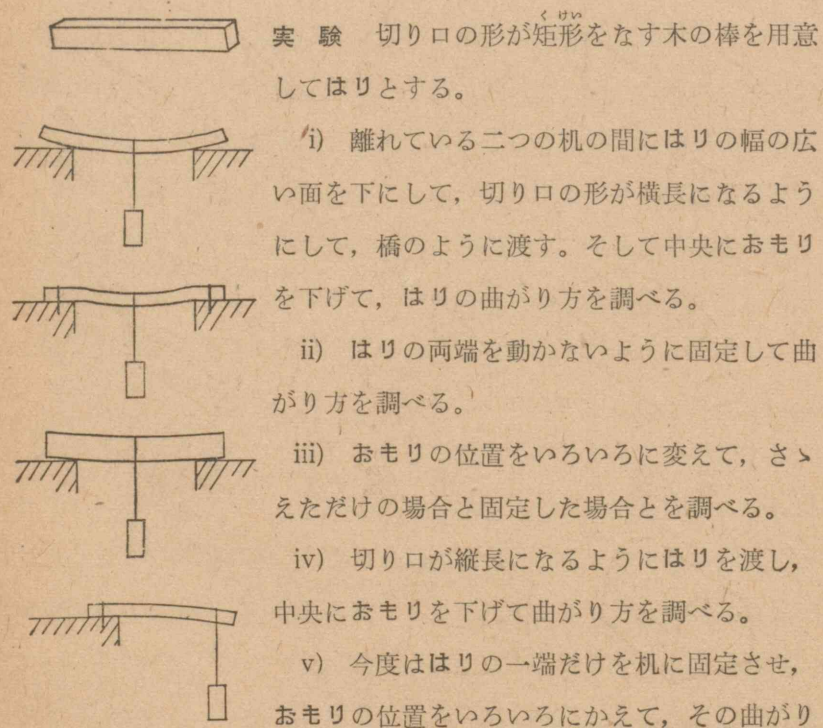 実験　切り口の形が矩形をなす木の棒を用意
してはりとする。
i)　離れている二つの机の間にはりの幅の広
い面を下にして，切り口の形が横長になるよう
にして，橋のように渡す。そして中央におもり
を下げて，はりの曲がり方を調べる。
ii)　はりの両端を動かないように固定して曲
がり方を調べる。
iii)　おもりの位置をいろいろに変えて，さゝ
えただけの場合と固定した場合とを調べる。
iv)　切り口が縦長になるようにはりを渡し，
中央におもりを下げて曲がり方を調べる。
v)　今度ははりの一端だけを机に固定させ，
おもりの位置をいろいろにかえて，その曲がり